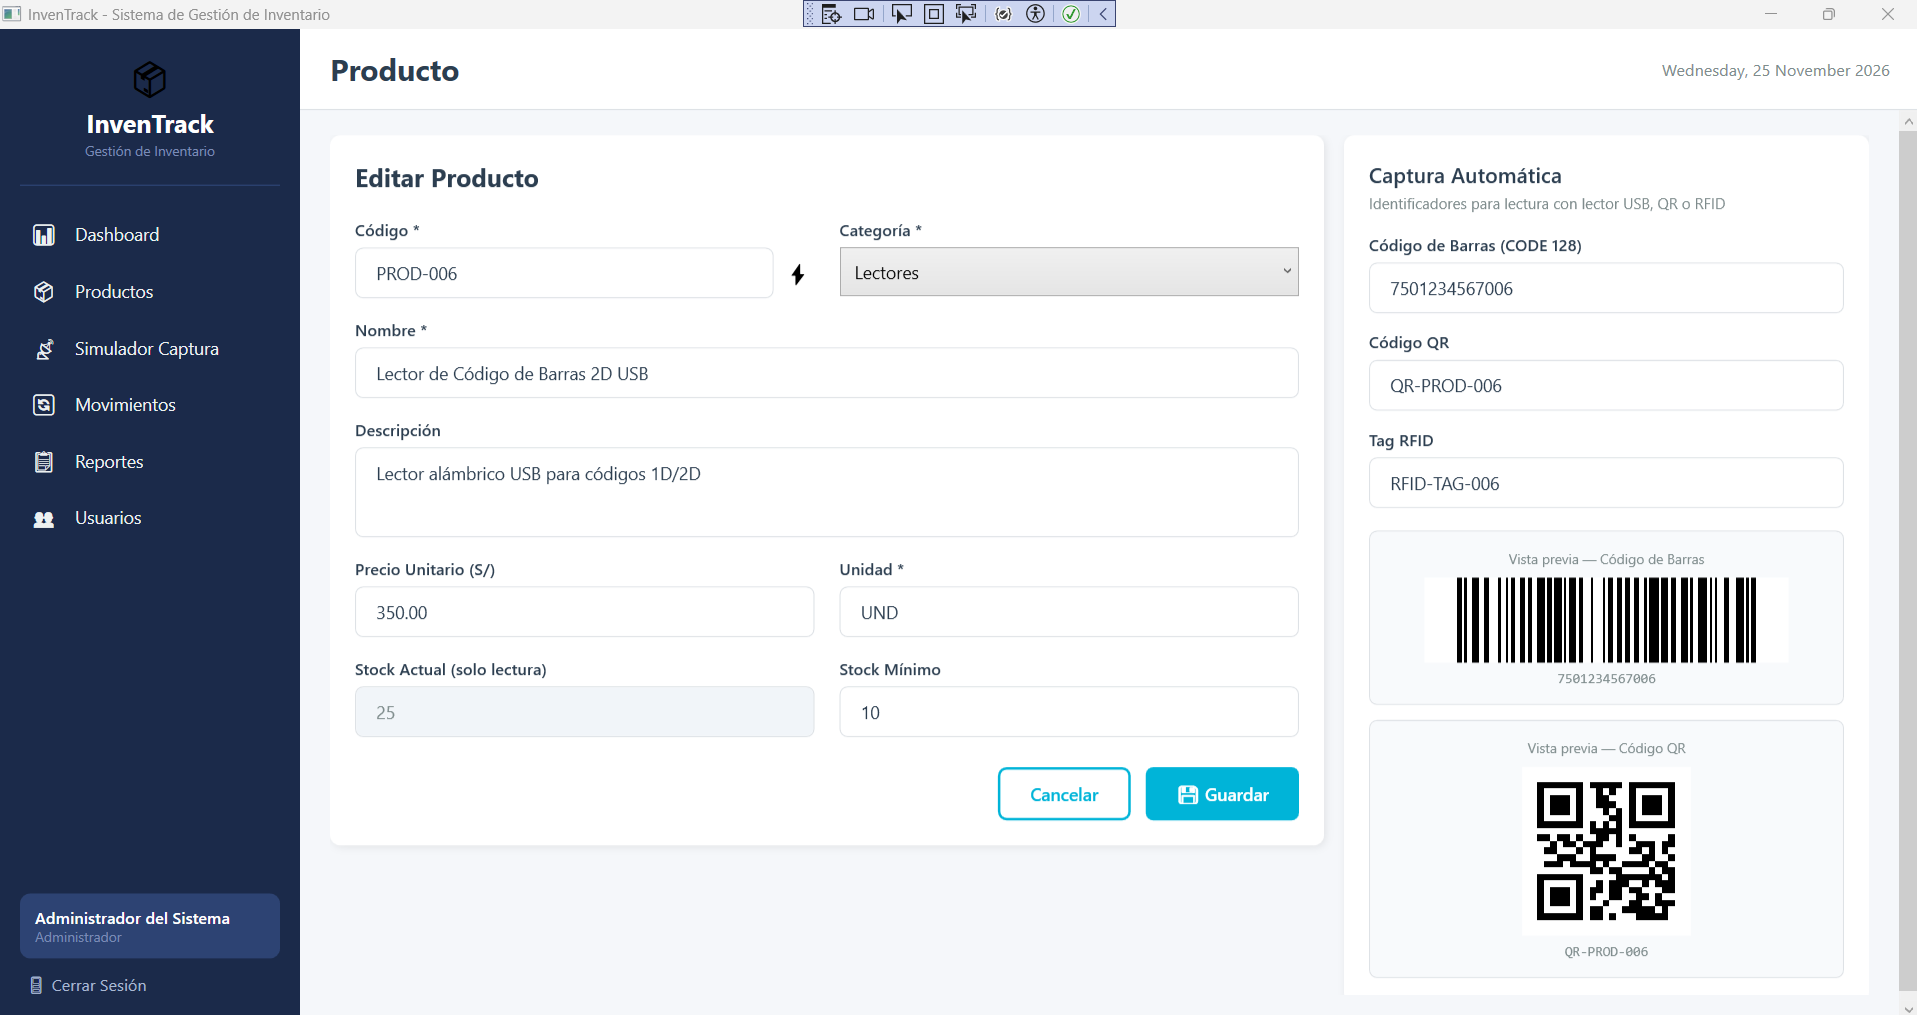 InvenTrack - Sistema de Gestión de Inventario
InvenTrack
Gestión de Inventario
Dashboard
Productos
Simulador Captura
Movimientos
Reportes
Usuarios
Administrador del Sistema
Administrador
Cerrar Sesión
Producto
Wednesday, 25 November 2026
Editar Producto
Código *
PROD-006
Categoría *
Lectores
Nombre *
Lector de Código de Barras 2D USB
Descripción
Lector alámbrico USB para códigos 1D/2D
Precio Unitario (S/)
350.00
Unidad *
UND
Stock Actual (solo lectura)
25
Stock Mínimo
10
Cancelar
Guardar
Captura Automática
Identificadores para lectura con lector USB, QR o RFID
Código de Barras (CODE 128)
7501234567006
Código QR
QR-PROD-006
Tag RFID
RFID-TAG-006
Vista previa — Código de Barras
7501234567006
Vista previa — Código QR
QR-PROD-006